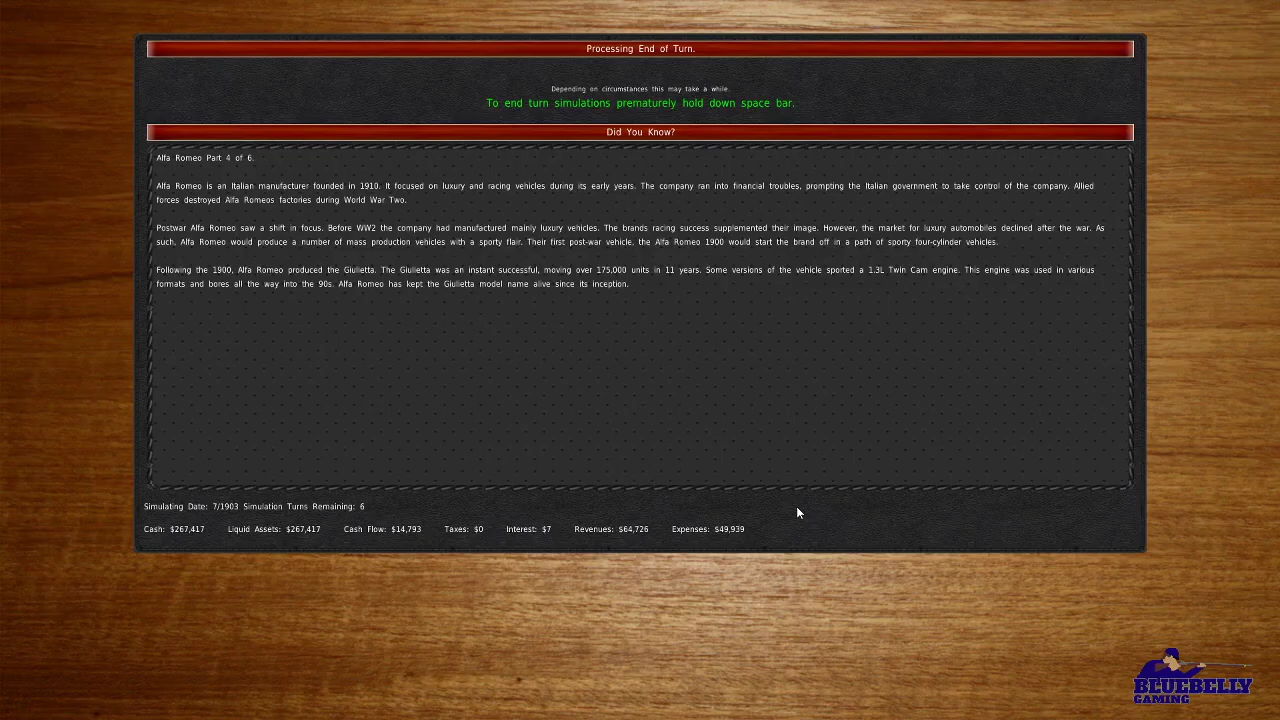 Processing End of Turn.
Depending on circumstances this may take a while.
To end turn simulations prematurely hold down space bar.
Did You Know?
Alfa Romeo Part 4 of 6.
Alfa Romeo is an Italian manufacturer founded in 1910. It focused on luxury and racing vehicles during its early years. The company ran into financial troubles, prompting the Italian government to take control of the company. Allied
forces destroyed Alfa Romeos factories during World War Two.
Postwar Alfa Romeo saw a shift in focus. Before WW2 the company had manufactured mainly luxury vehicles. The brands racing success supplemented their image. However, the market for luxury automobiles declined after the war. As
such, Alfa Romeo would produce a number of mass production vehicles with a sporty flair. Their first post-war vehicle, the Alfa Romeo 1900 would start the brand off in a path of sporty four-cylinder vehicles.
Following the 1900, Alfa Romeo produced the Giulietta. The Giulietta was an instant successful, moving over 175,000 units in 11 years. Some versions of the vehicle sported a 1.3L Twin Cam engine. This engine was used in various
formats and bores all the way into the 90s. Alfa Romeo has kept the Giulietta model name alive since its inception.
Simulating Date: 7/1903 Simulation Turns Remaining: 6
Cash: $267,417 Liquid Assets: $267,417 Cash Flow: $14,793 Taxes: $0 Interest: $7 Revenues: $64,726 Expenses: $49,939
BLUEBELLY
GAMING